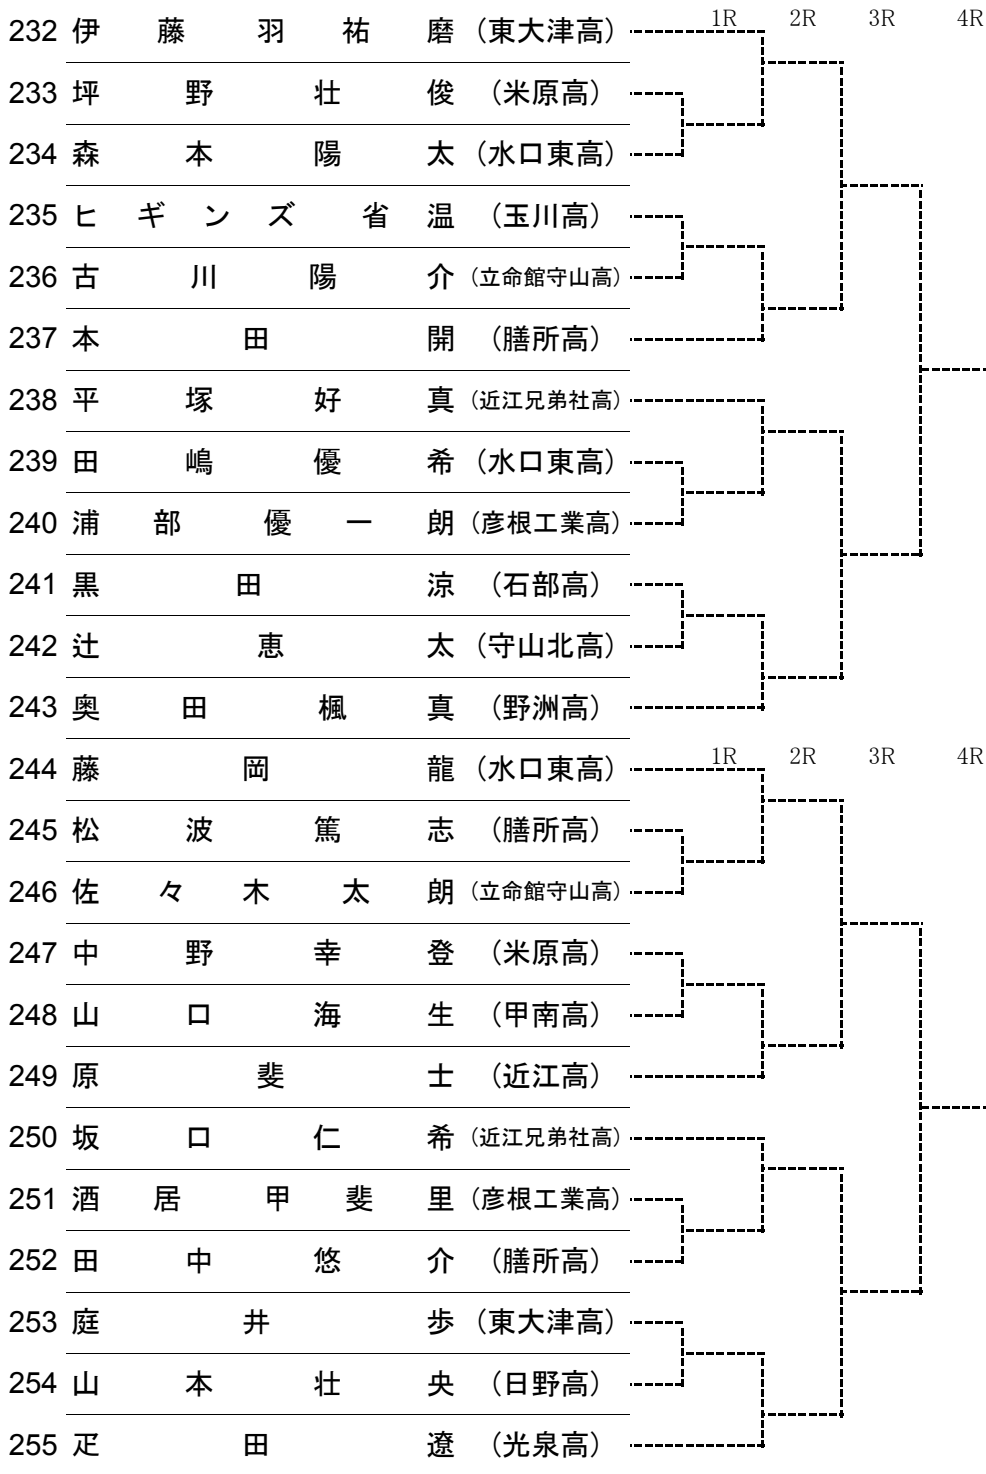 1R 2R 3R 4R
232 伊藤羽祐磨 (東大津高)
233 坪野壮俊 (米原高)
234 森本陽太 (水口東高)
235 ヒギンズ省温 (玉川高)
236 古川陽介 (立命館守山高)
237 本田開 (膳所高)
238 平塚好真 (近江兄弟社高)
239 田嶋優希 (水口東高)
240 浦部優一朗 (彦根工業高)
241 黒田涼 (石部高)
242 辻恵太 (守山北高)
243 奥田楓真 (野洲高)
1R 2R 3R 4R
244 藤岡龍 (水口東高)
245 松波篤志 (膳所高)
246 佐々木太朗 (立命館守山高)
247 中野幸登 (米原高)
248 山口海生 (甲南高)
249 原斐士 (近江高)
250 坂口仁希 (近江兄弟社高)
251 酒居甲斐里 (彦根工業高)
252 田中悠介 (膳所高)
253 庭井歩 (東大津高)
254 山本壮央 (日野高)
255 疋田遼 (光泉高)